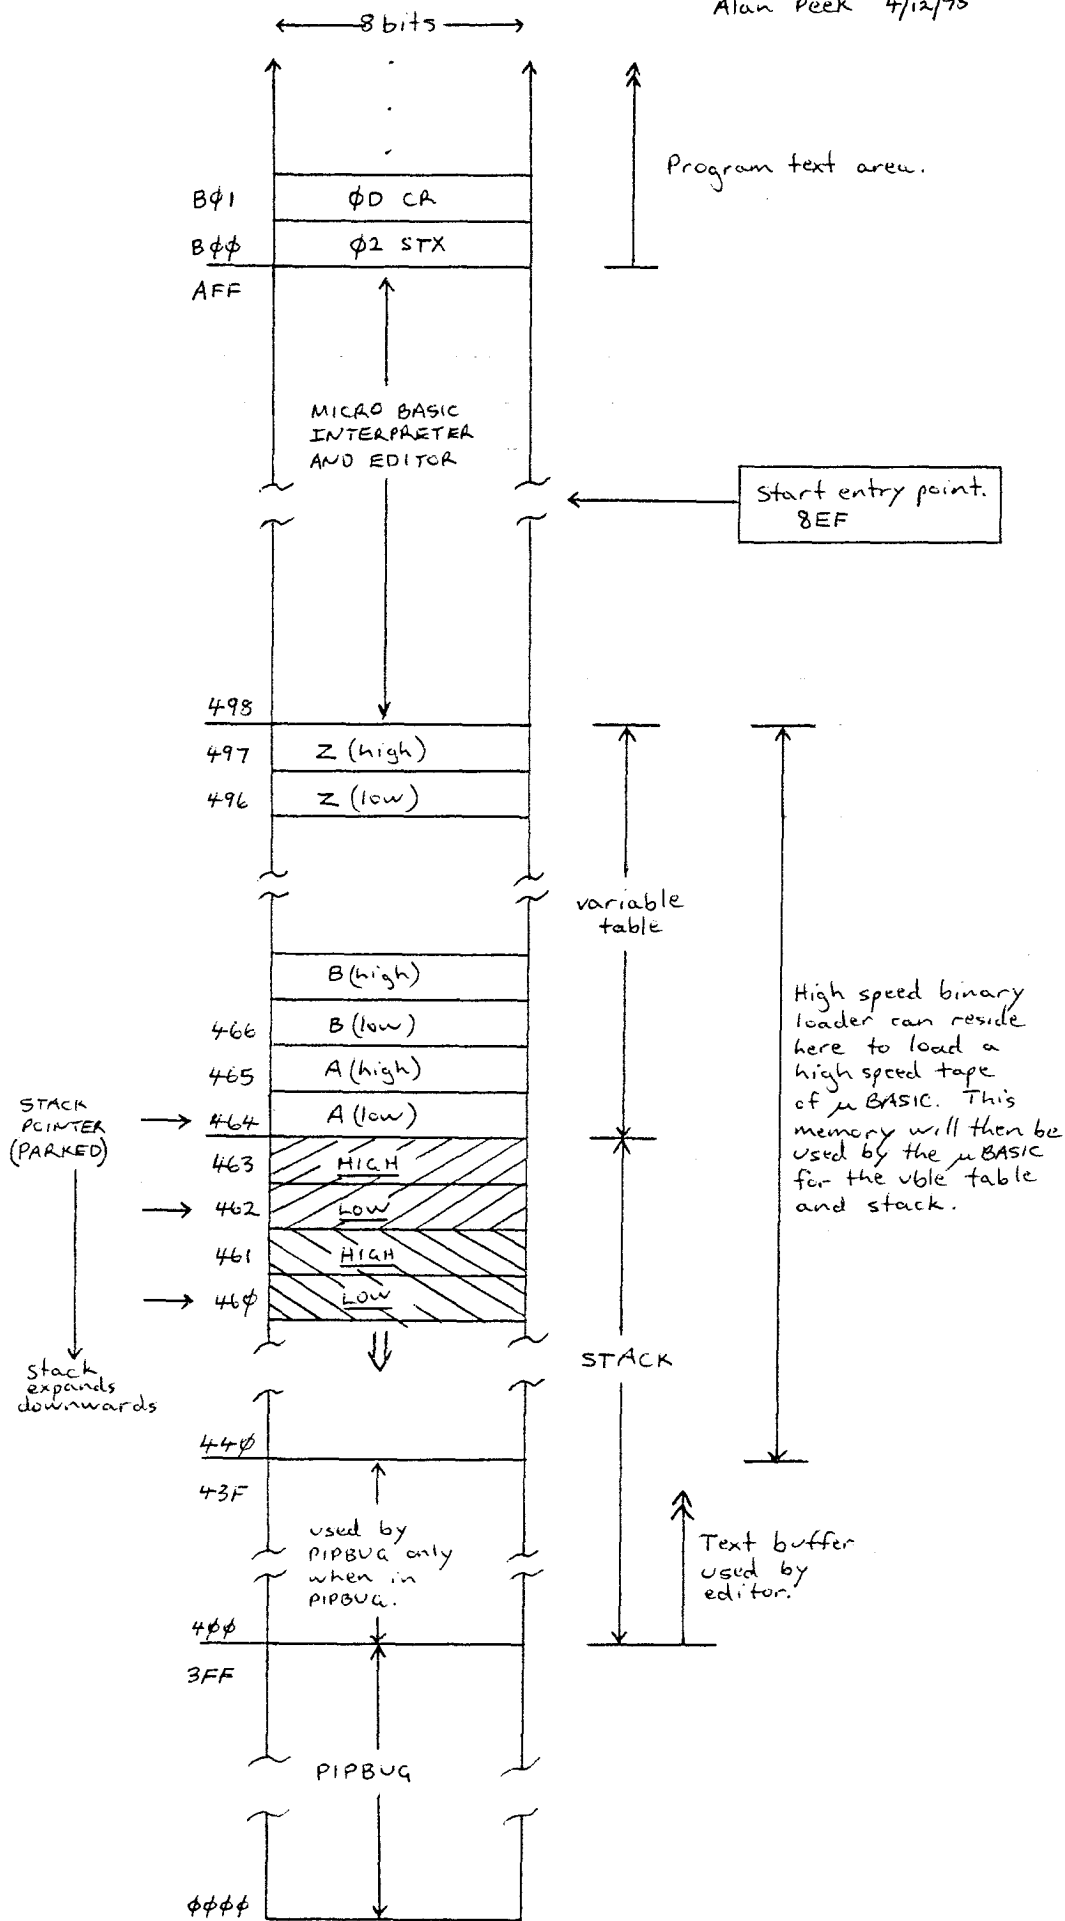 Alan Peek 4/12/75
8 bits
Program text area.
BØ1 ØD CR
BØØ Ø2 STX
AFF
MICRO BASIC
INTERPRETER
AND EDITOR
Start entry point.
8EF
498
497 Z (high)
496 Z (low)
variable
table
B (high)
466 B (low)
465 A (high)
464 A (low)
High speed binary
loader can reside
here to load a
high speed tape
of μ BASIC. This
memory will then be
used by the μ BASIC
for the vble table
and stack.
STACK
POINTER
(PARKED)
463 HIGH
462 LOW
461 HIGH
46Ø LOW
STACK
stack
expands
downwards
44Ø
43F
used by
PIPBUG only
when in
PIPBUG.
Text buffer
used by
editor.
4ØØ
3FF
PIPBUG
ØØØØ